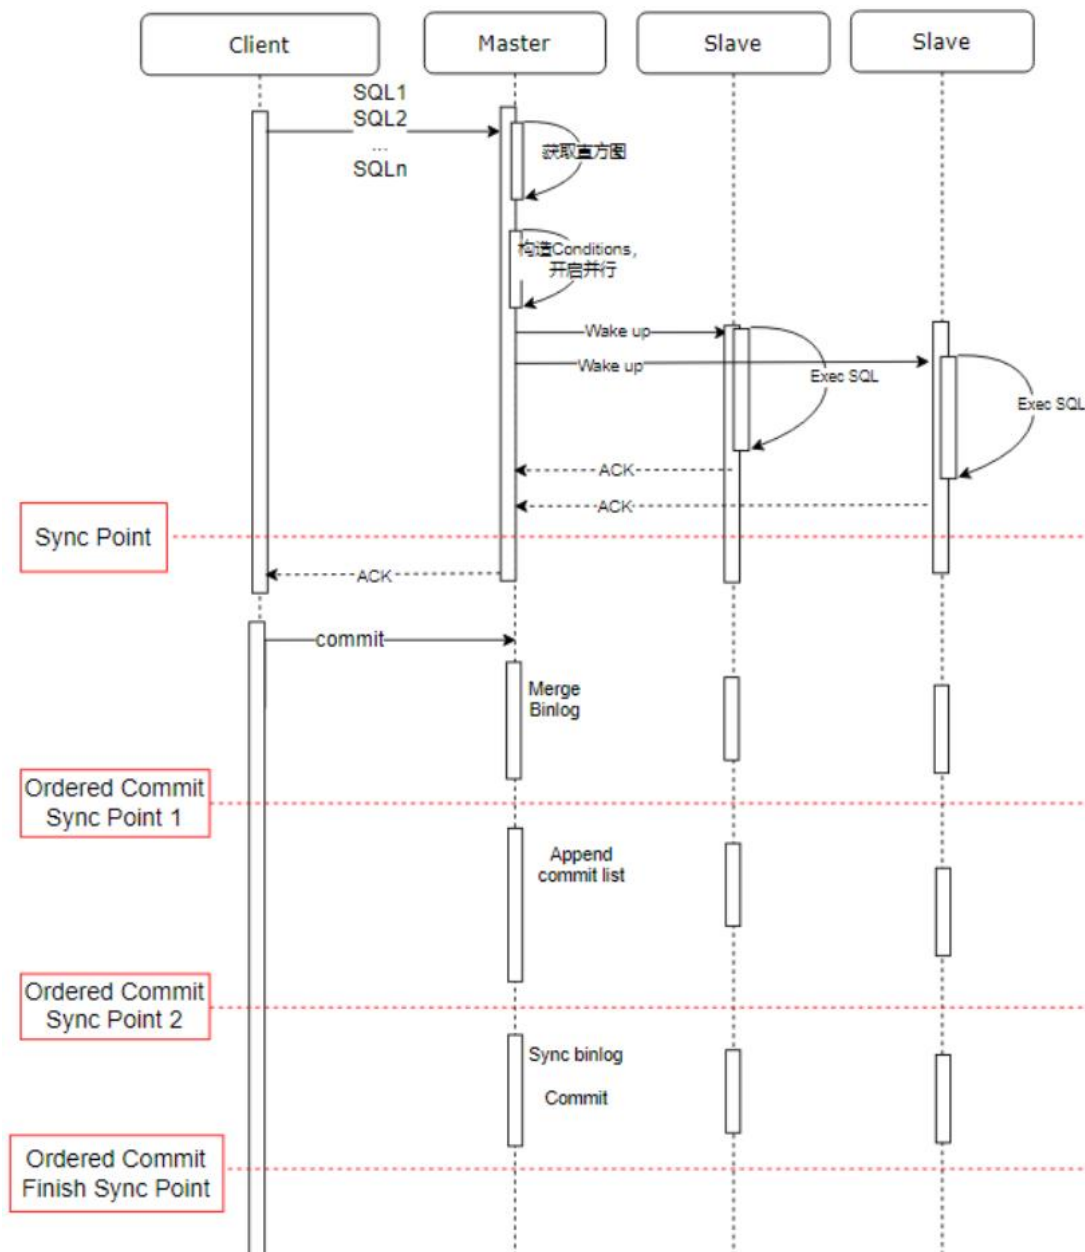 Client
Master
Slave
Slave
SQL1
SQL2
...
SQLn
获取直方图
构造Conditions,
开启并行
Wake up
Wake up
Exec SQL
Exec SQL
ACK
ACK
Sync Point
ACK
commit
Merge
Binlog
Ordered Commit
Sync Point 1
Append
commit list
Ordered Commit
Sync Point 2
Sync binlog
Commit
Ordered Commit
Finish Sync Point